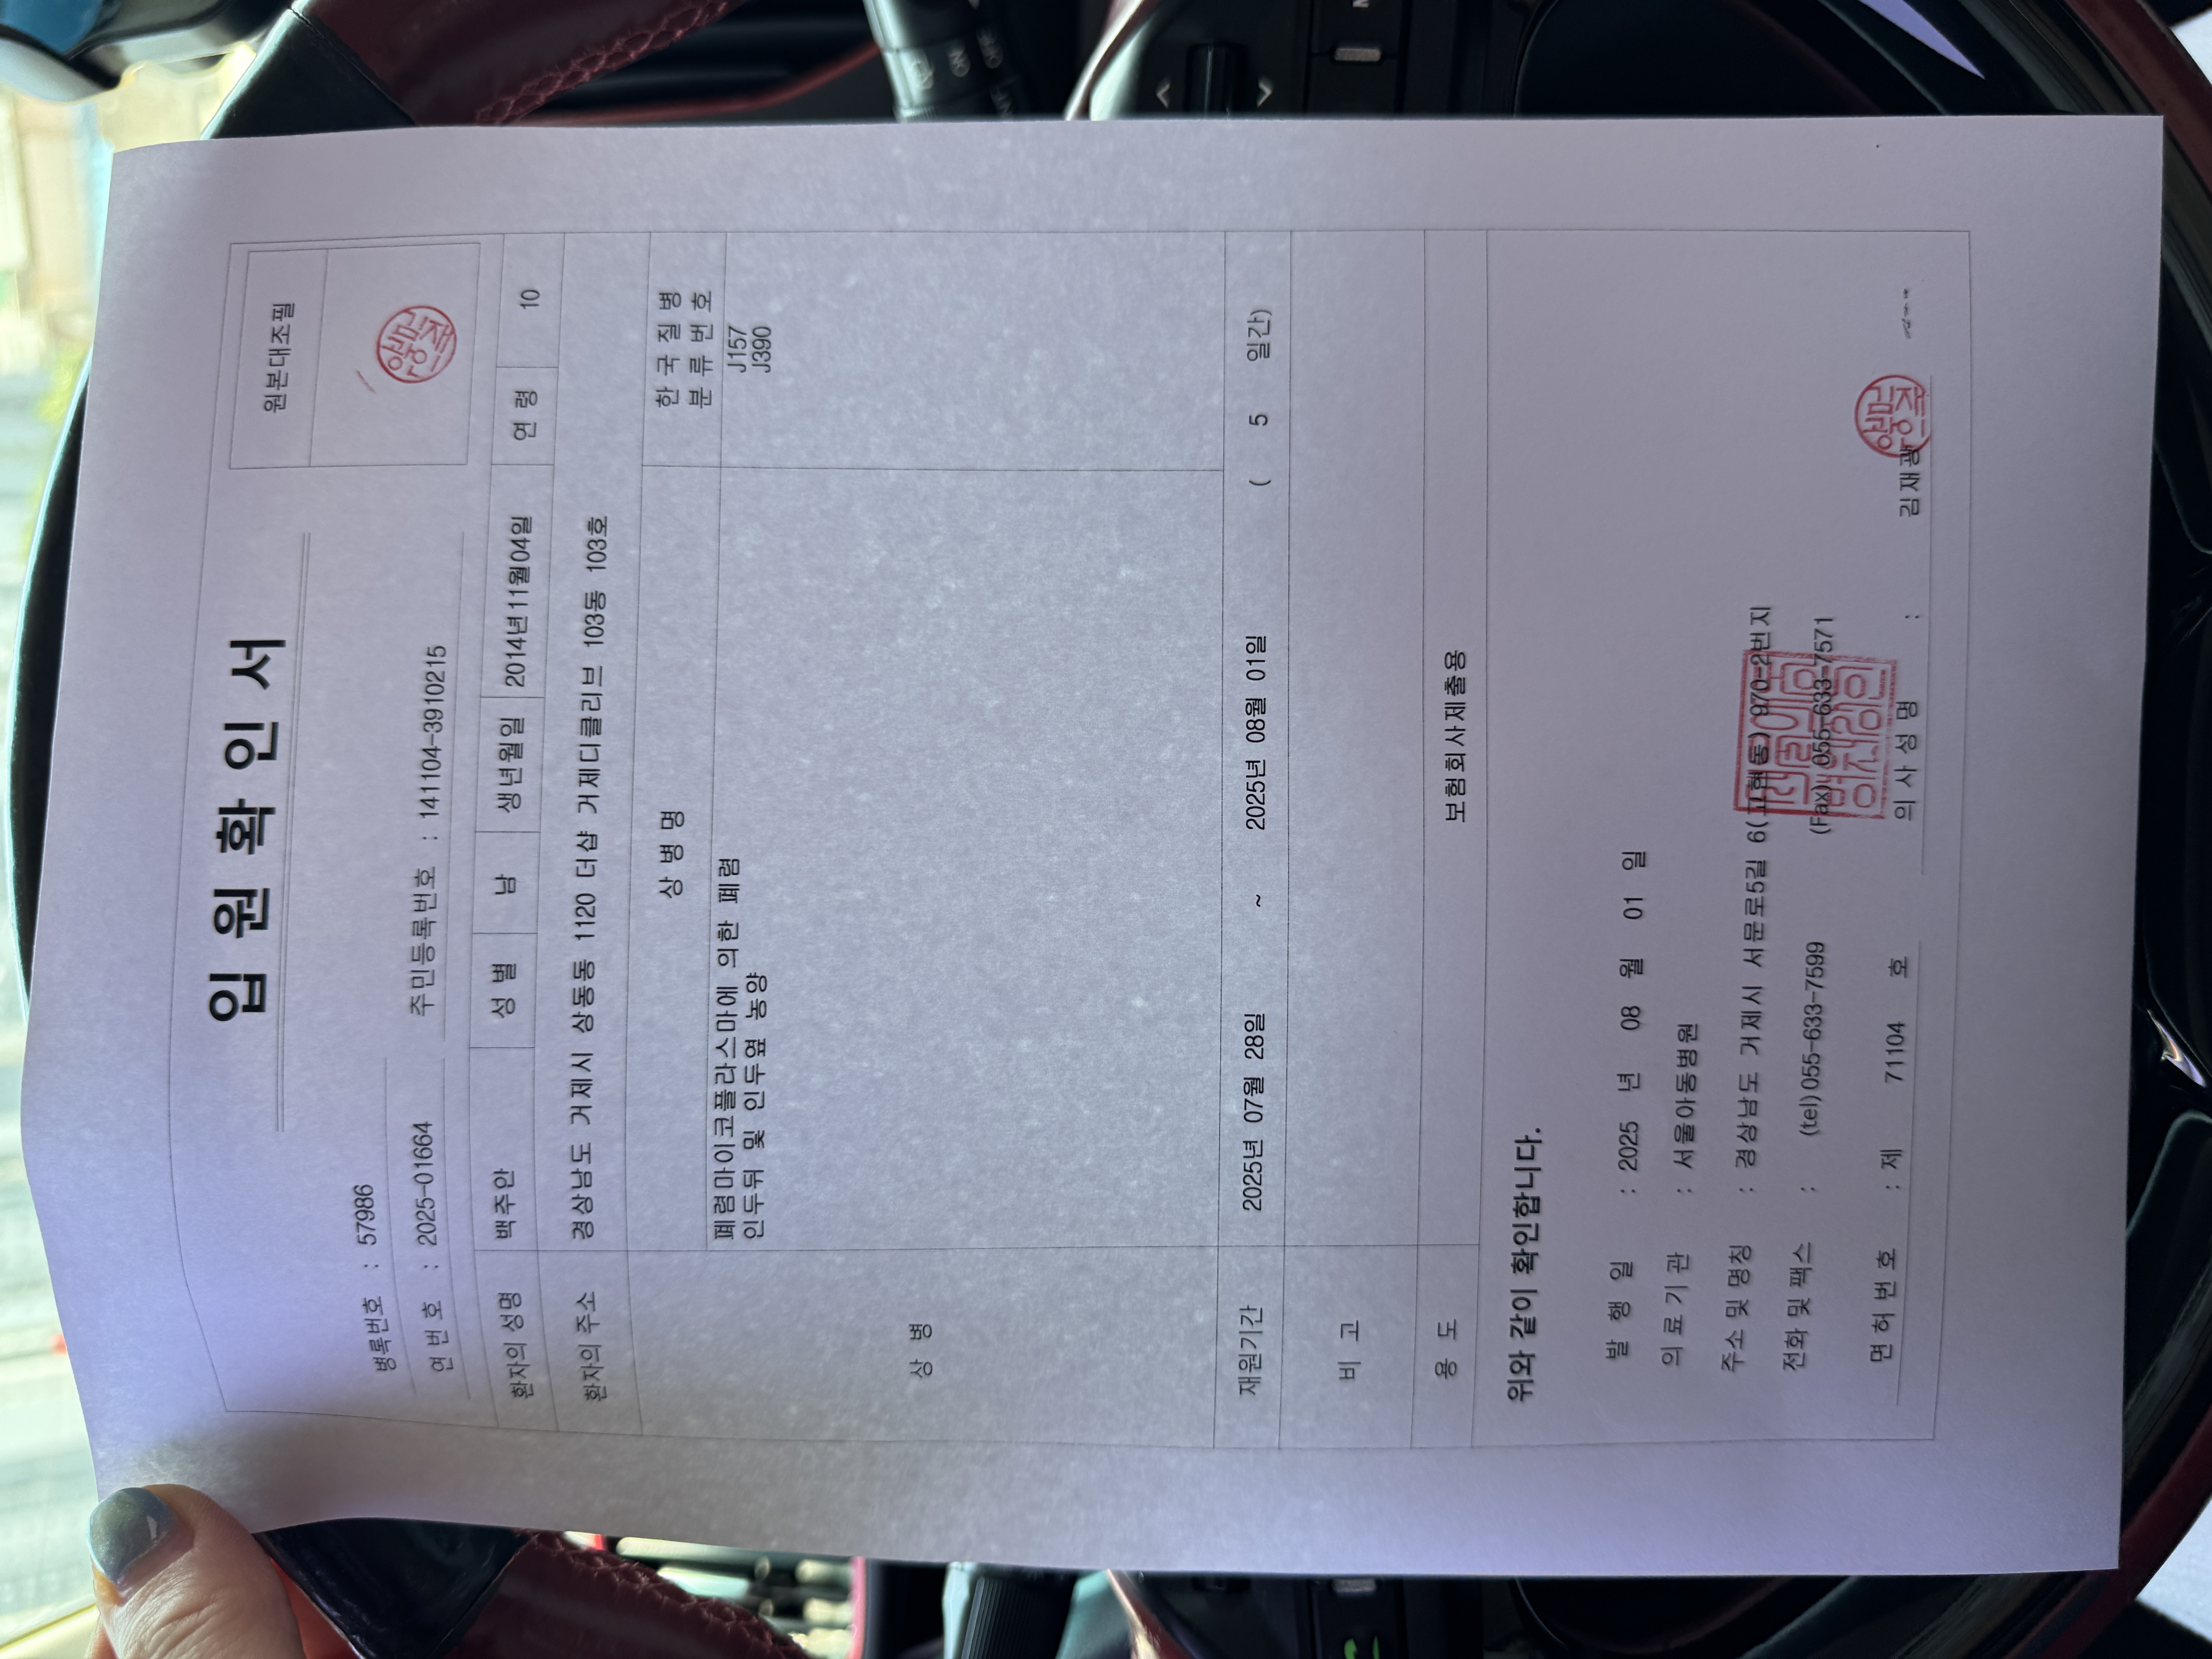 입원확인서
원본대조필
병록번호 : 57986
연번호 : 2025-01664 주민등록번호 : 141104-3910215
환자의 성명 백주안 성별 남 생년월일 2014년11월04일 연령 10
환자의 주소 경상남도 거제시 상동동 1120 더샵 거제디클리브 103동 103호
상병 상병명 한국질병
분류번호
폐렴마이코플라스마에 의한 폐렴 J157
인두뒤 및 인두옆 농양 J390
재원기간 2025년 07월 28일 ~ 2025년 08월 01일 ( 5 일간)
비고
용도 보험회사제출용
위와 같이 확인합니다.
발행일 : 2025 년 08 월 01 일
의료기관 : 서울아동병원
주소 및 명칭 : 경상남도 거제시 서문로5길 6(고현동) 970-2번지
전화 및 팩스 : (tel)055-633-7599 (Fax) 055-633-7571
면허번호 : 제 71104 호 의사성명 : 김재광